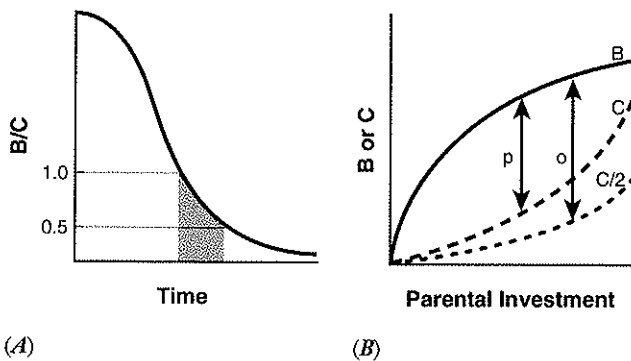 B/C
1.0
0.5
Time
(A)
B or C
B
C
C/2
p
o
Parental Investment
(B)